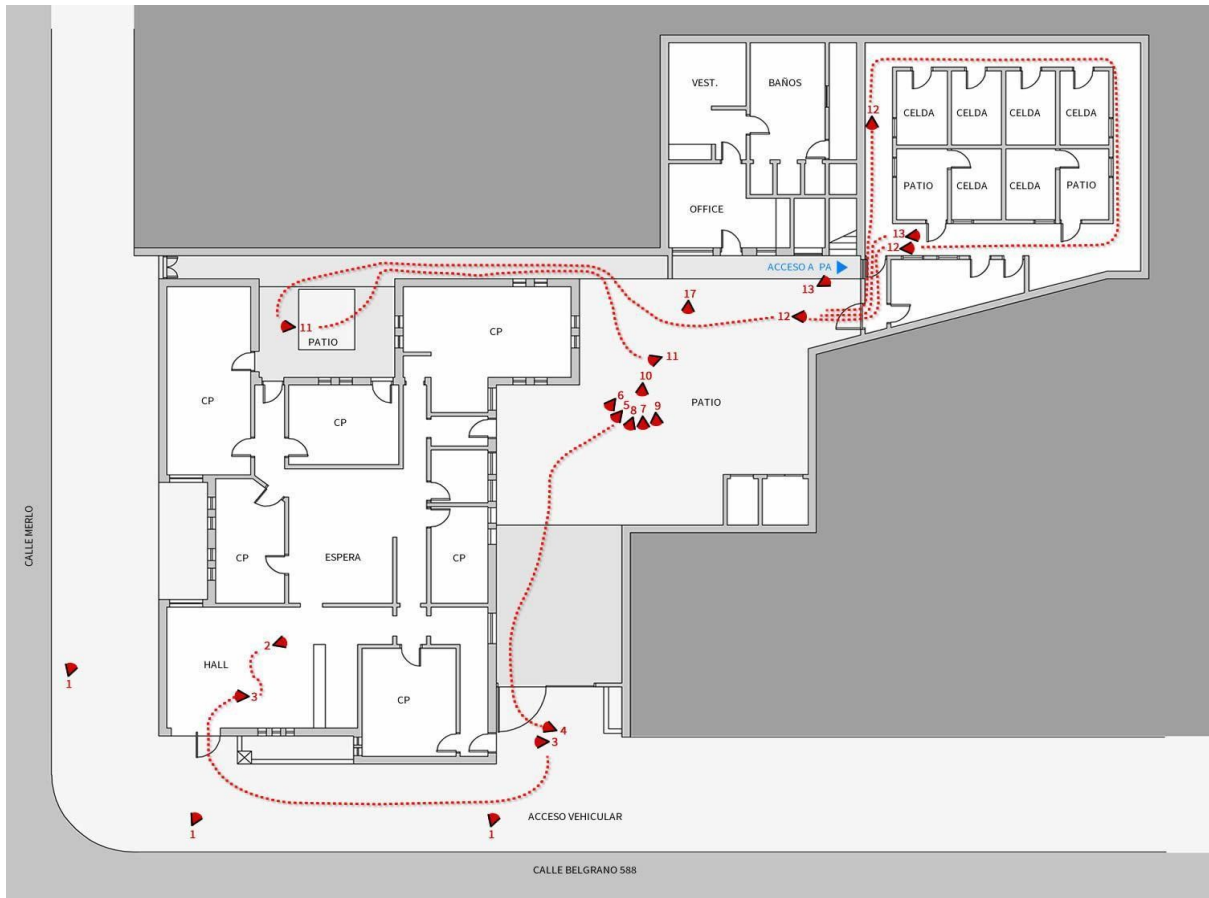 VEST.
BAÑOS
12
CELDA
CELDA
CELDA
CELDA
PATIO
CELDA
CELDA
PATIO
OFFICE
13
12
ACCESO A PA
13
17
12
11
PATIO
CP
11
10
CP
6
5
8
7
9
PATIO
CP
CALLE MERLO
CP
ESPERA
CP
2
HALL
3
1
CP
4
3
1
1
ACCESO VEHICULAR
CALLE BELGRANO 588